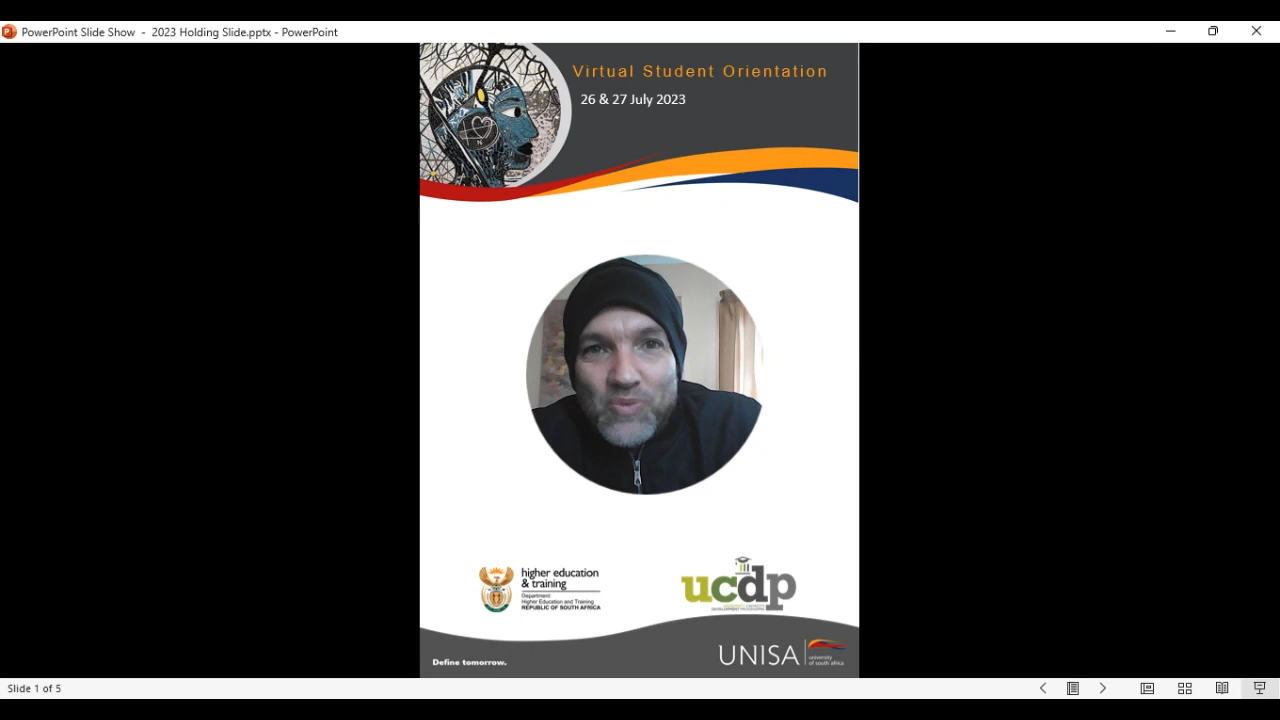 PowerPoint Slide Show - 2023 Holding Slide.pptx - PowerPoint
Virtual Student Orientation
26 & 27 July 2023
higher education
& training
Department:
Higher Education and Training
REPUBLIC OF SOUTH AFRICA
ucdp
DEVELOPMENT PROGRAMME
Define tomorrow.
UNISA
university
of south africa
Slide 1 of 5